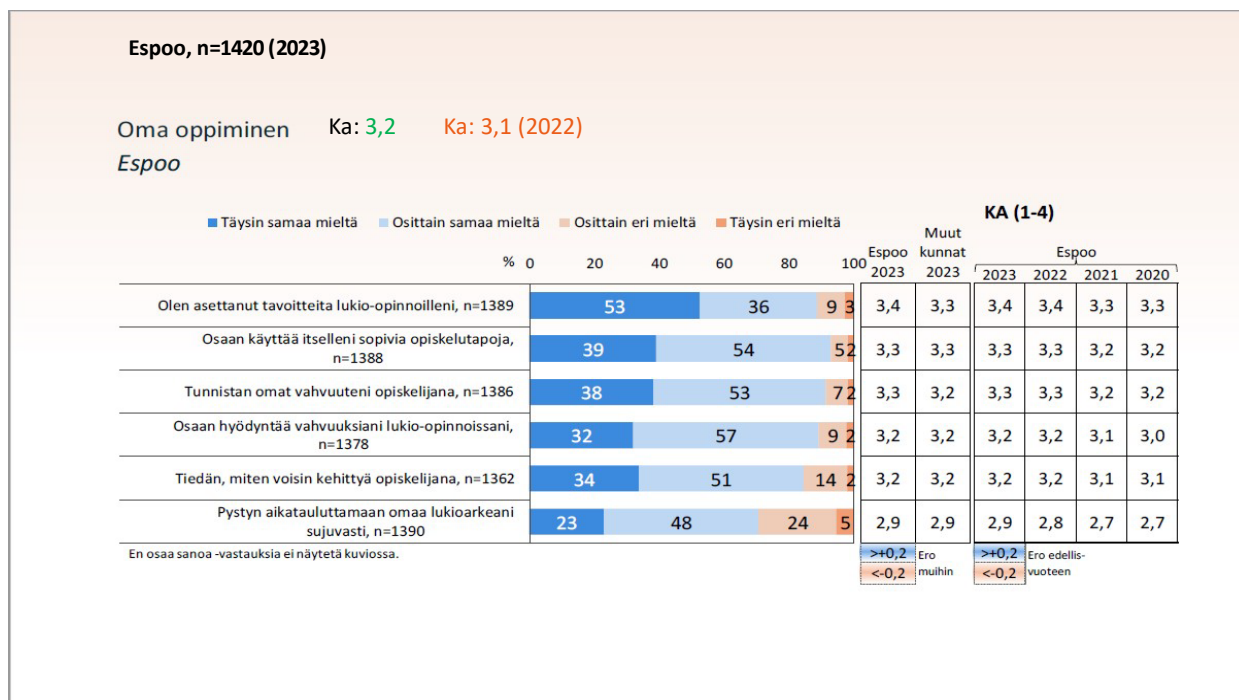 Espoo, n=1420 (2023)
Oma oppiminen Ka: 3,2 Ka: 3,1 (2022)
Espoo
Täysin samaa mieltä Osittain samaa mieltä Osittain eri mieltä Täysin eri mieltä
KA (1-4)
% 0 20 40 60 80 100
Espoo
2023
Muut
kunnat
2023
Espoo
2023 2022 2021 2020
Olen asettanut tavoitteita lukio-opinnoilleni, n=1389 53 36 9 3 3,4 3,3 3,4 3,4 3,3 3,3
Osaan käyttää itselleni sopivia opiskelutapoja,
n=1388 39 54 5 2 3,3 3,3 3,3 3,3 3,2 3,2
Tunnistan omat vahvuuteni opiskelijana, n=1386 38 53 7 2 3,3 3,2 3,3 3,3 3,2 3,2
Osaan hyödyntää vahvuuksiani lukio-opinnoissani,
n=1378 32 57 9 2 3,2 3,2 3,2 3,2 3,1 3,0
Tiedän, miten voisin kehittyä opiskelijana, n=1362 34 51 14 2 3,2 3,2 3,2 3,2 3,1 3,1
Pystyn aikatauluttamaan omaa lukioarkeani
sujuvasti, n=1390 23 48 24 5 2,9 2,9 2,9 2,8 2,7 2,7
En osaa sanoa -vastauksia ei näytetä kuviossa.
>+0,2 Ero
<-0,2 muihin
>+0,2 Ero edellis-
<-0,2 vuoteen